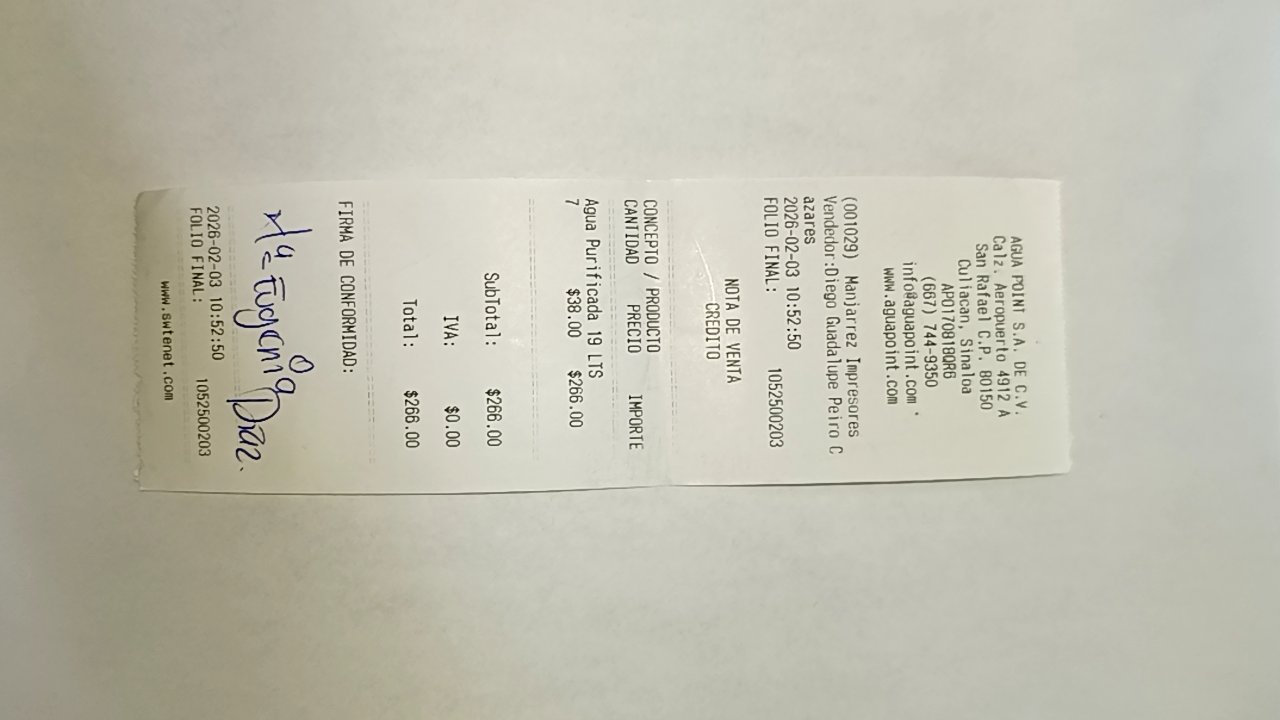 AGUA POINT S.A. DE C.V.
Calz. Aeropuerto 4912 A
San Rafael C.P. 80150
Culiacan, Sinaloa
APO170818QR6
(667) 744-9350
info@aguapoint.com
www.aguapoint.com
(001029) Manjarrez Impresores
Vendedor:Diego Guadalupe Peiro C
azares
2026-02-03 10:52:50
FOLIO FINAL: 1052500203
NOTA DE VENTA
CREDITO
CONCEPTO / PRODUCTO
CANTIDAD PRECIO IMPORTE
Agua Purificada 19 LTS
7 $38.00 $266.00
SubTotal: $266.00
IVA: $0.00
Total: $266.00
FIRMA DE CONFORMIDAD:
Mª Eugenia Diaz.
2026-02-03 10:52:50
FOLIO FINAL: 1052500203
www.swtenet.com